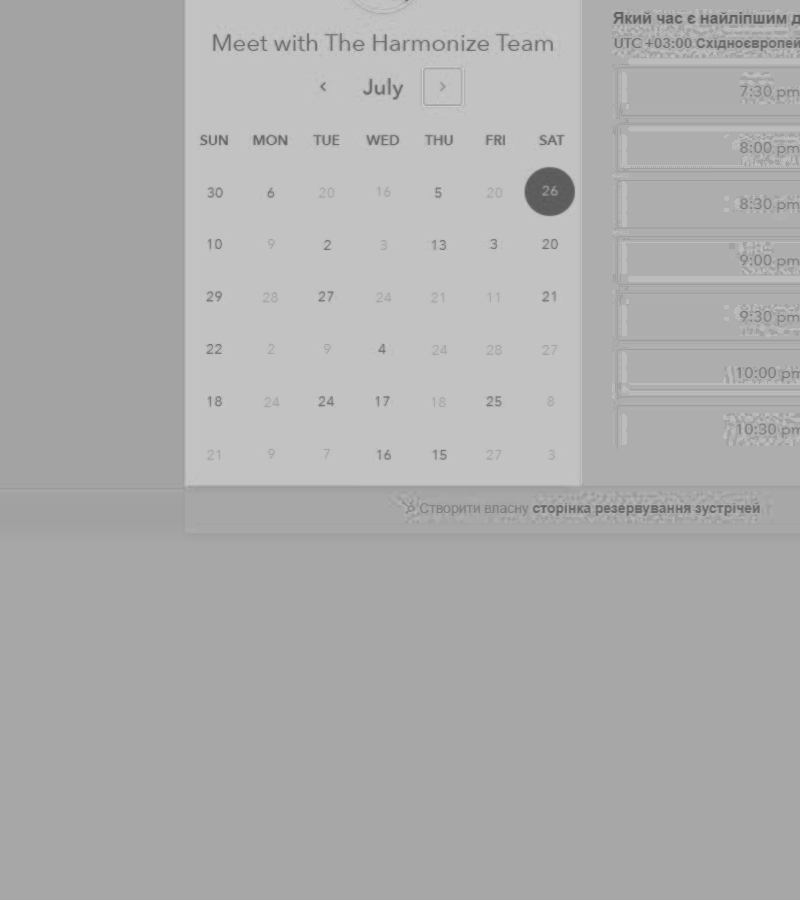 Meet with The Harmonize Team
‹ July ›
SUN MON TUE WED THU FRI SAT
30 6 20 16 5 20 26
10 9 2 3 13 3 20
29 28 27 24 21 11 21
22 2 9 4 24 28 27
18 24 24 17 18 25 8
21 9 7 16 15 27 3
Який час є найліпшим
UTC +03:00
7:30 pm
8:00 pm
8:30 pm
9:00 pm
9:30 pm
10:00 pm
10:30 pm
Створити власну сторінка резервування зустрічей